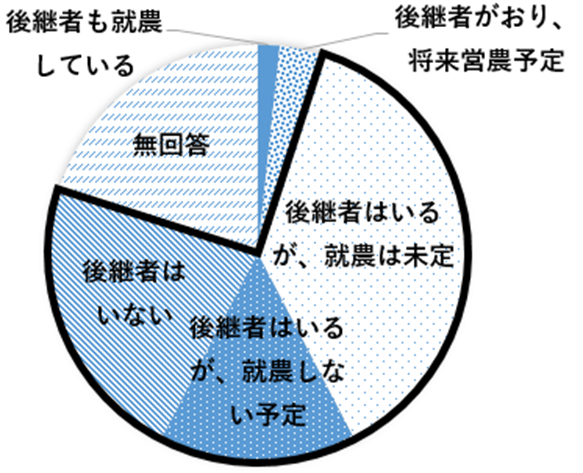 後継者も就農
している
後継者がおり、
将来営農予定
無回答
後継者はいる
が、就農は未定
後継者は
いない
後継者はいる
が、就農しな
い予定